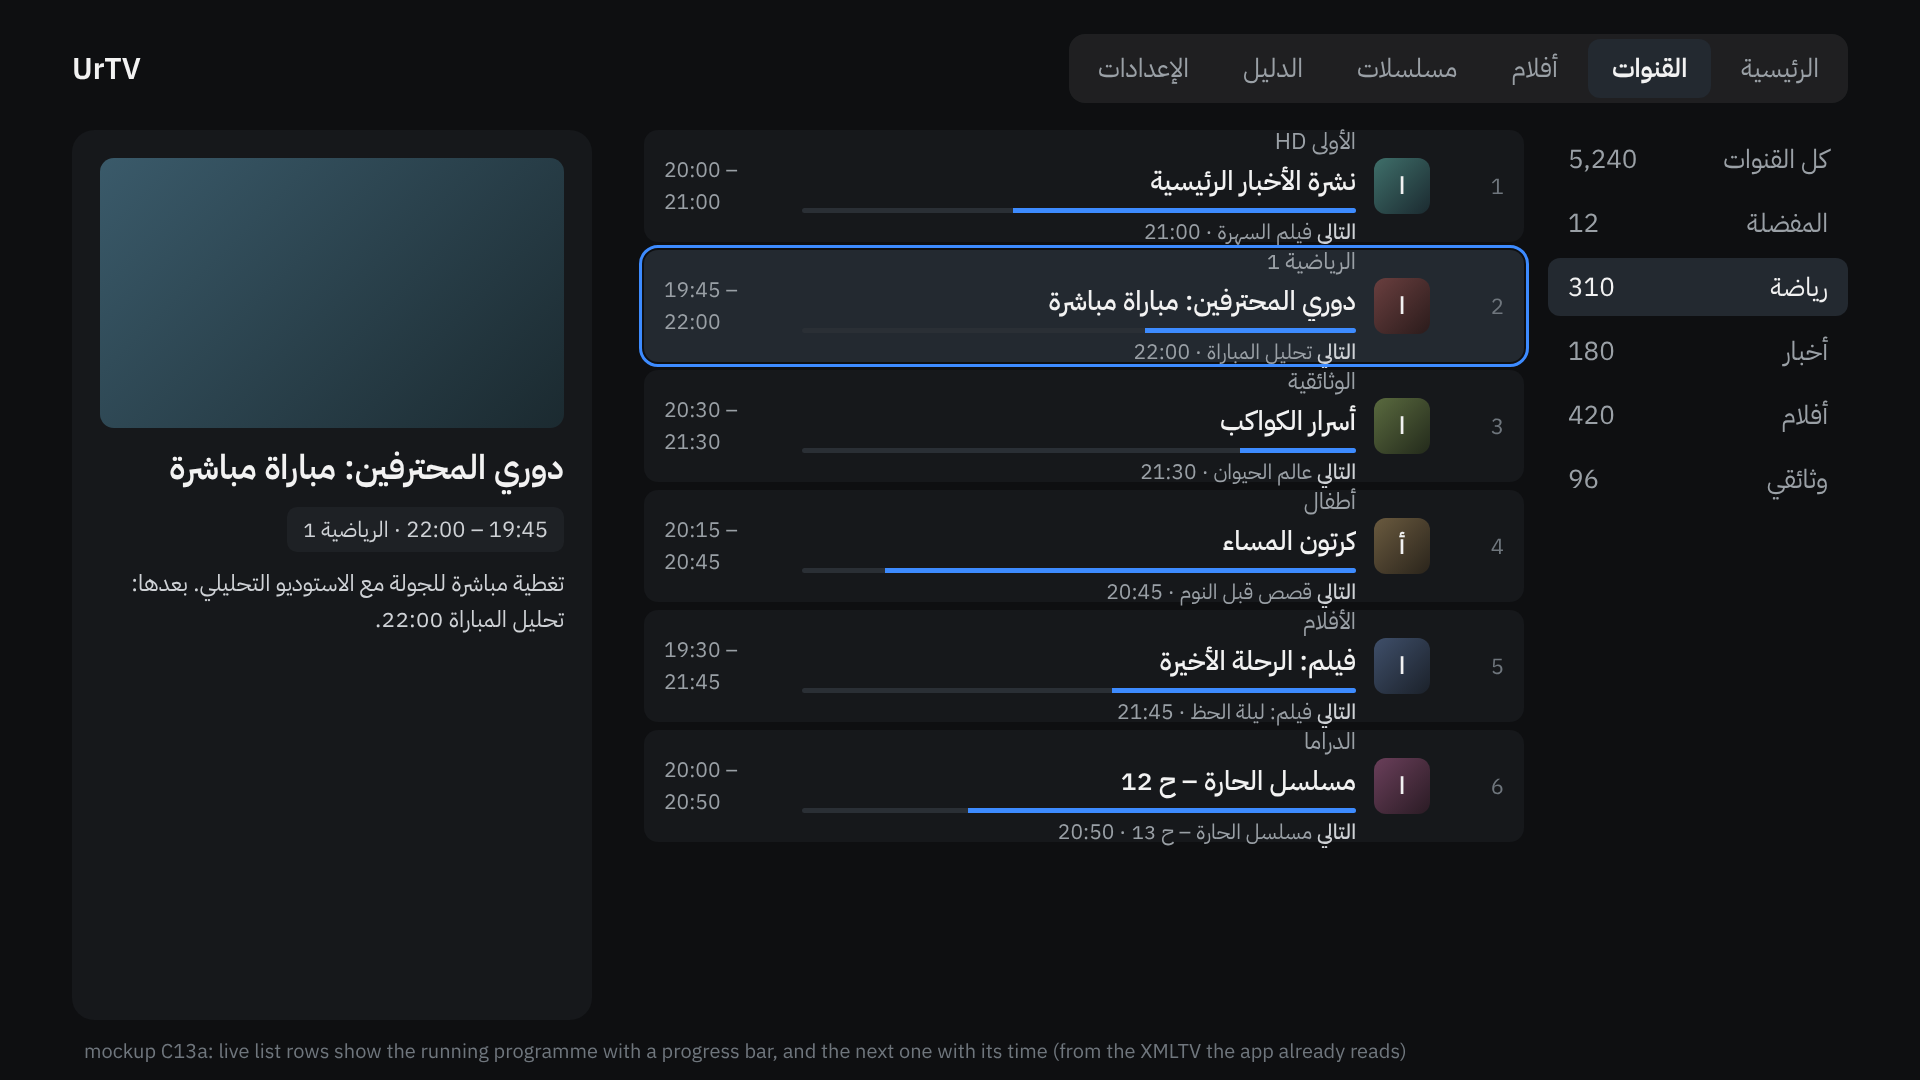 الرئيسية
القنوات
أفلام
مسلسلات
الدليل
الإعدادات
UrTV
كل القنوات 5,240
المفضلة 12
رياضة 310
أخبار 180
أفلام 420
وثائقي 96
1
ا
الأولى HD
نشرة الأخبار الرئيسية
التالي فيلم السهرة · 21:00
20:00 –
21:00
2
ا
الرياضية 1
دوري المحترفين: مباراة مباشرة
التالي تحليل المباراة · 22:00
19:45 –
22:00
3
ا
الوثائقية
أسرار الكواكب
التالي عالم الحيوان · 21:30
20:30 –
21:30
4
أ
أطفال
كرتون المساء
التالي قصص قبل النوم · 20:45
20:15 –
20:45
5
ا
الأفلام
فيلم: الرحلة الأخيرة
التالي فيلم: ليلة الحظ · 21:45
19:30 –
21:45
6
ا
الدراما
مسلسل الحارة – ح 12
التالي مسلسل الحارة – ح 13 · 20:50
20:00 –
20:50
دوري المحترفين: مباراة مباشرة
19:45 – 22:00 · الرياضية 1
تغطية مباشرة للجولة مع الاستوديو التحليلي. بعدها:
تحليل المباراة 22:00.
mockup C13a: live list rows show the running programme with a progress bar, and the next one with its time (from the XMLTV the app already reads)